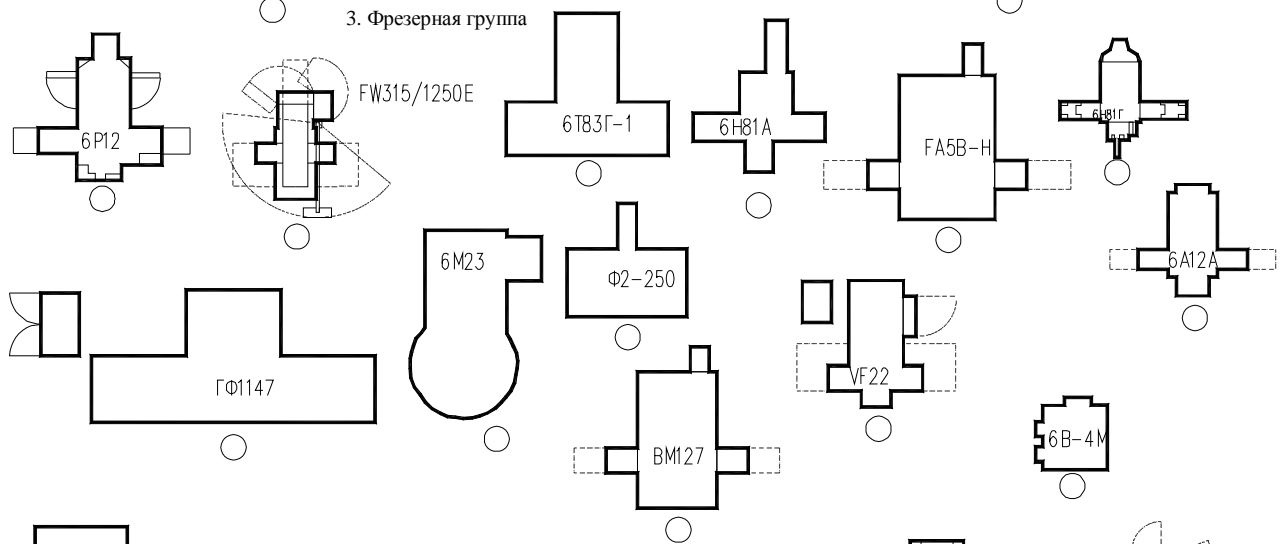 3. Фрезерная группа
6Р12
FW315/1250E
6Т83Г-1
6Н81А
FA5B-H
6Н81Г
6М23
Ф2-250
6А12А
ГФ1147
VF22
ВМ127
6В-4М